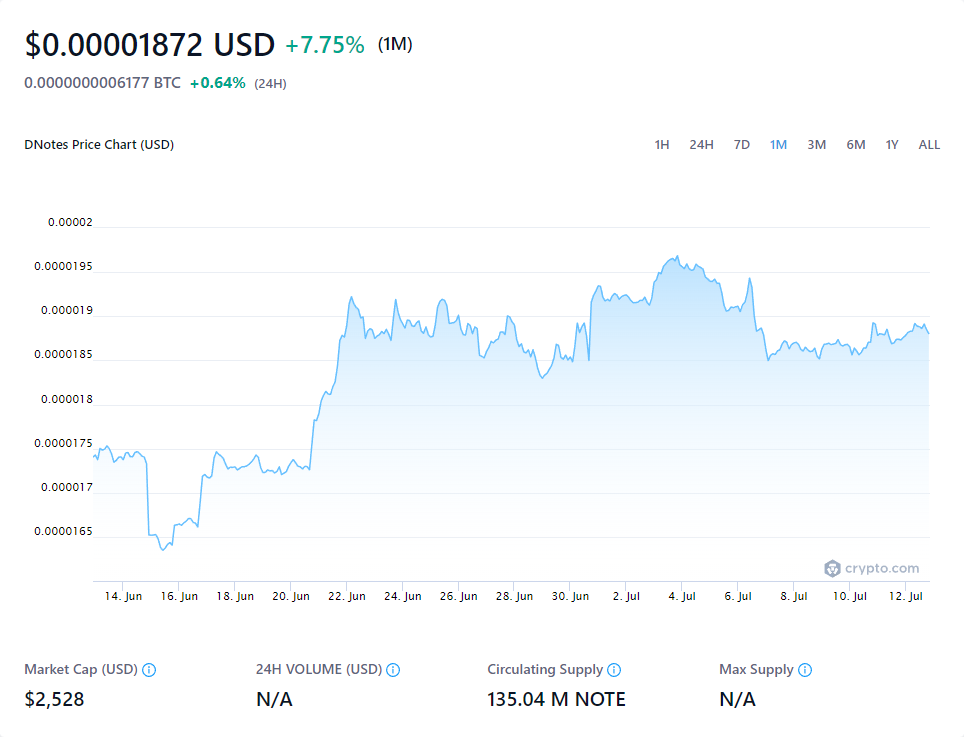 $0.00001872 USD +7.75% (1M)
0.0000000006177 BTC +0.64% (24H)
DNotes Price Chart (USD) 1H 24H 7D 1M 3M 6M 1Y ALL
0.00002
0.0000195
0.000019
0.0000185
0.000018
0.0000175
0.000017
0.0000165
crypto.com
14. Jun 16. Jun 18. Jun 20. Jun 22. Jun 24. Jun 26. Jun 28. Jun 30. Jun 2. Jul 4. Jul 6. Jul 8. Jul 10. Jul 12. Jul
Market Cap (USD) 24H VOLUME (USD) Circulating Supply Max Supply
$2,528 N/A 135.04 M NOTE N/A